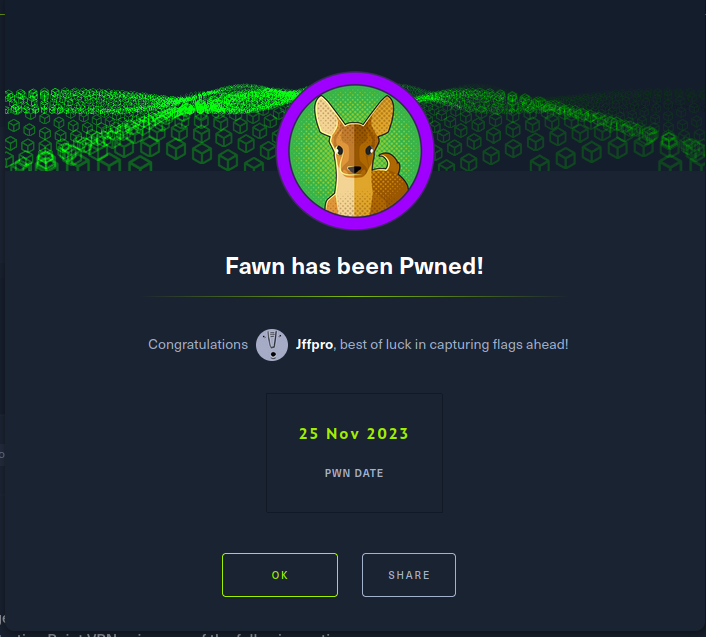 Fawn has been Pwned!
Congratulations Jffpro, best of luck in capturing flags ahead!
25 Nov 2023
PWN DATE
OK
SHARE